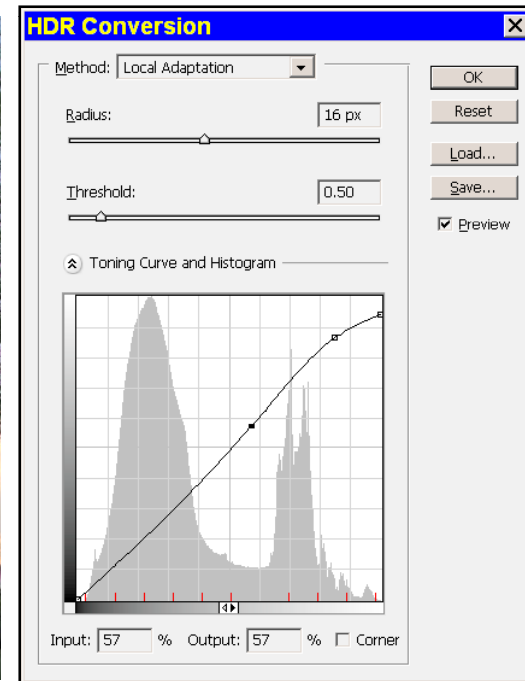 HDR Conversion
Method: Local Adaptation
OK
Radius: 16 px
Reset
Load...
Threshold: 0.50
Save...
Preview
Toning Curve and Histogram
Input: 57 % Output: 57 % Corner